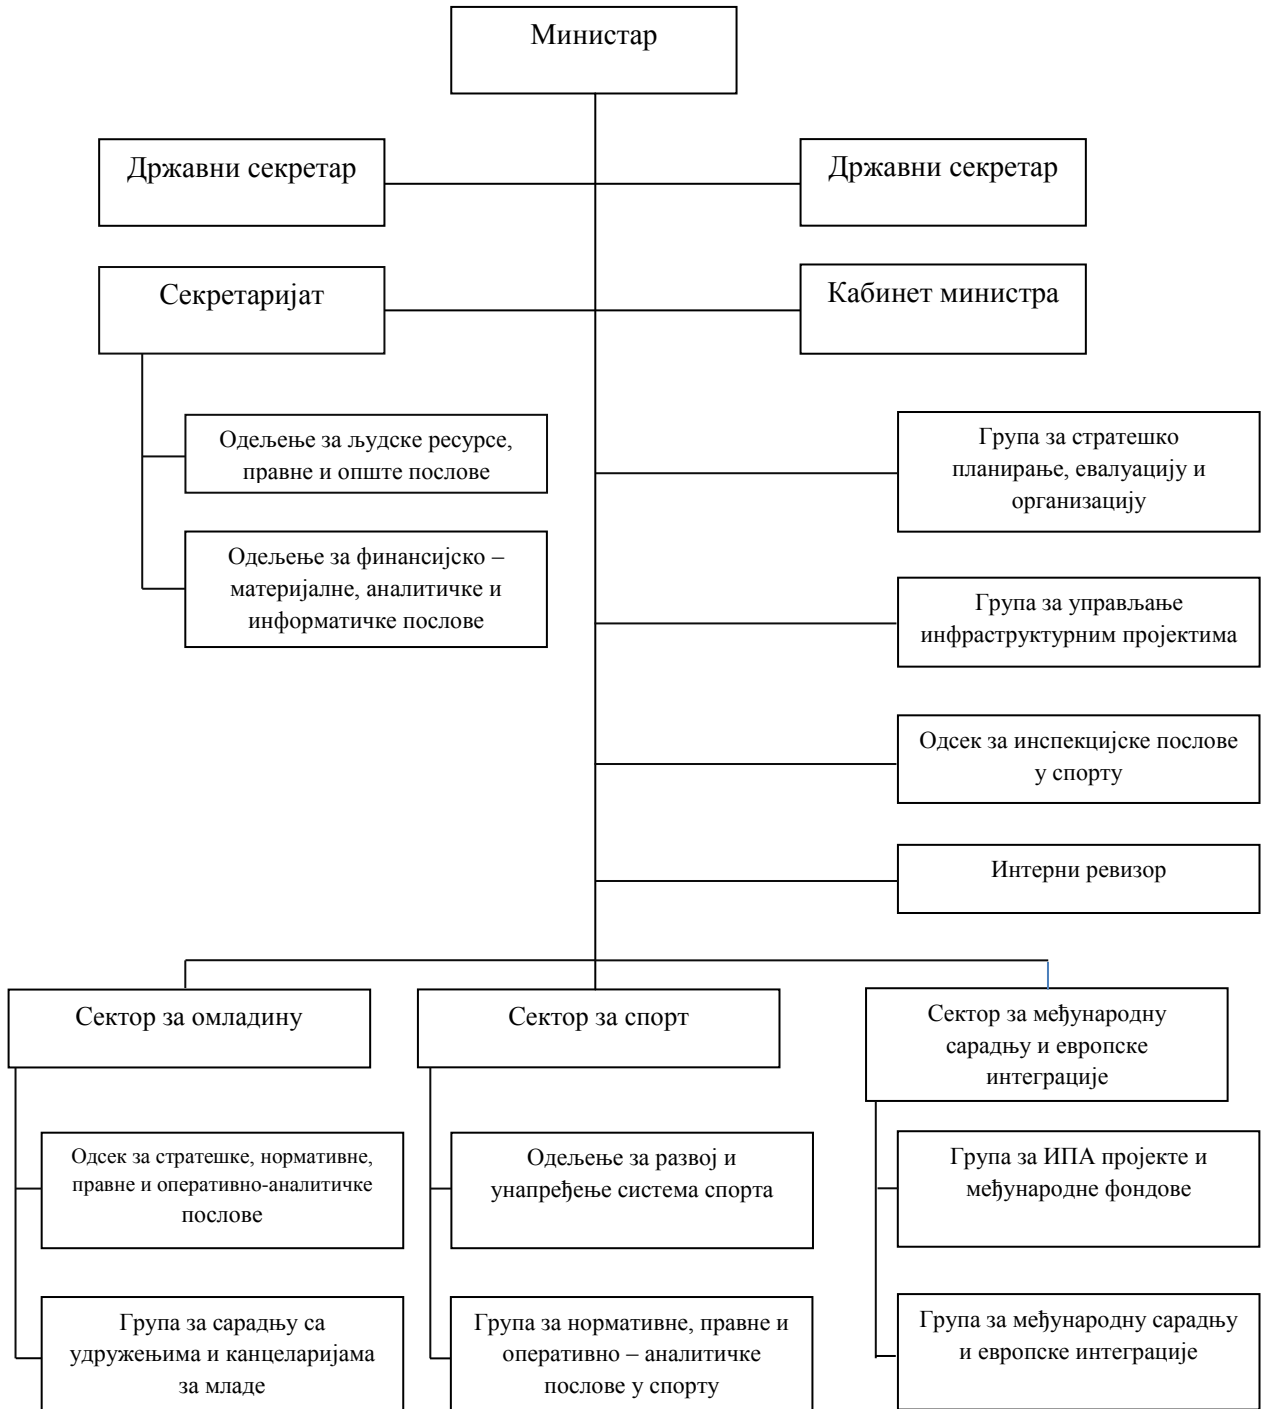 Министар
Државни секретар
Државни секретар
Секретаријат
Кабинет министра
Одељење за људске ресурсе,
правне и опште послове
Одељење за финансијско –
материјалне, аналитичке и
информатичке послове
Група за стратешко
планирање, евалуацију и
организацију
Група за управљање
инфраструктурним пројектима
Одсек за инспекцијске послове
у спорту
Интерни ревизор
Сектор за омладину
Сектор за спорт
Сектор за међународну
сарадњу и европске
интеграције
Одсек за стратешке, нормативне,
правне и оперативно-аналитичке
послове
Група за сарадњу са
удружењима и канцеларијама
за младе
Одељење за развој и
унапређење система спорта
Група за нормативне, правне и
оперативно – аналитичке
послове у спорту
Група за ИПА пројекте и
међународне фондове
Група за међународну сарадњу
и европске интеграције